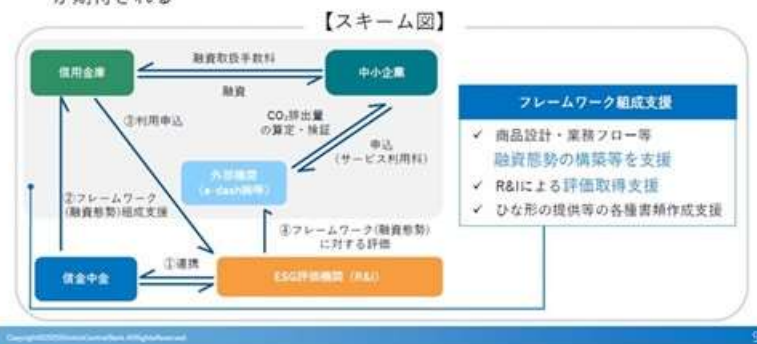 が期待される
【スキーム図】
信用金庫
融資取扱手数料
融資
中小企業
③利用申込
CO₂排出量
の算定・検証
申込
(サービス利用料)
外部機関
(e-dash㈱等)
②フレームワーク
(融資態勢)組成支援
④フレームワーク(融資態勢)
に対する評価
①連携
信金中金
ESG評価機関(R&I)
フレームワーク組成支援
✓ 商品設計・業務フロー等
融資態勢の構築等を支援
✓ R&Iによる評価取得支援
✓ ひな形の提供等の各種書類作成支援
9